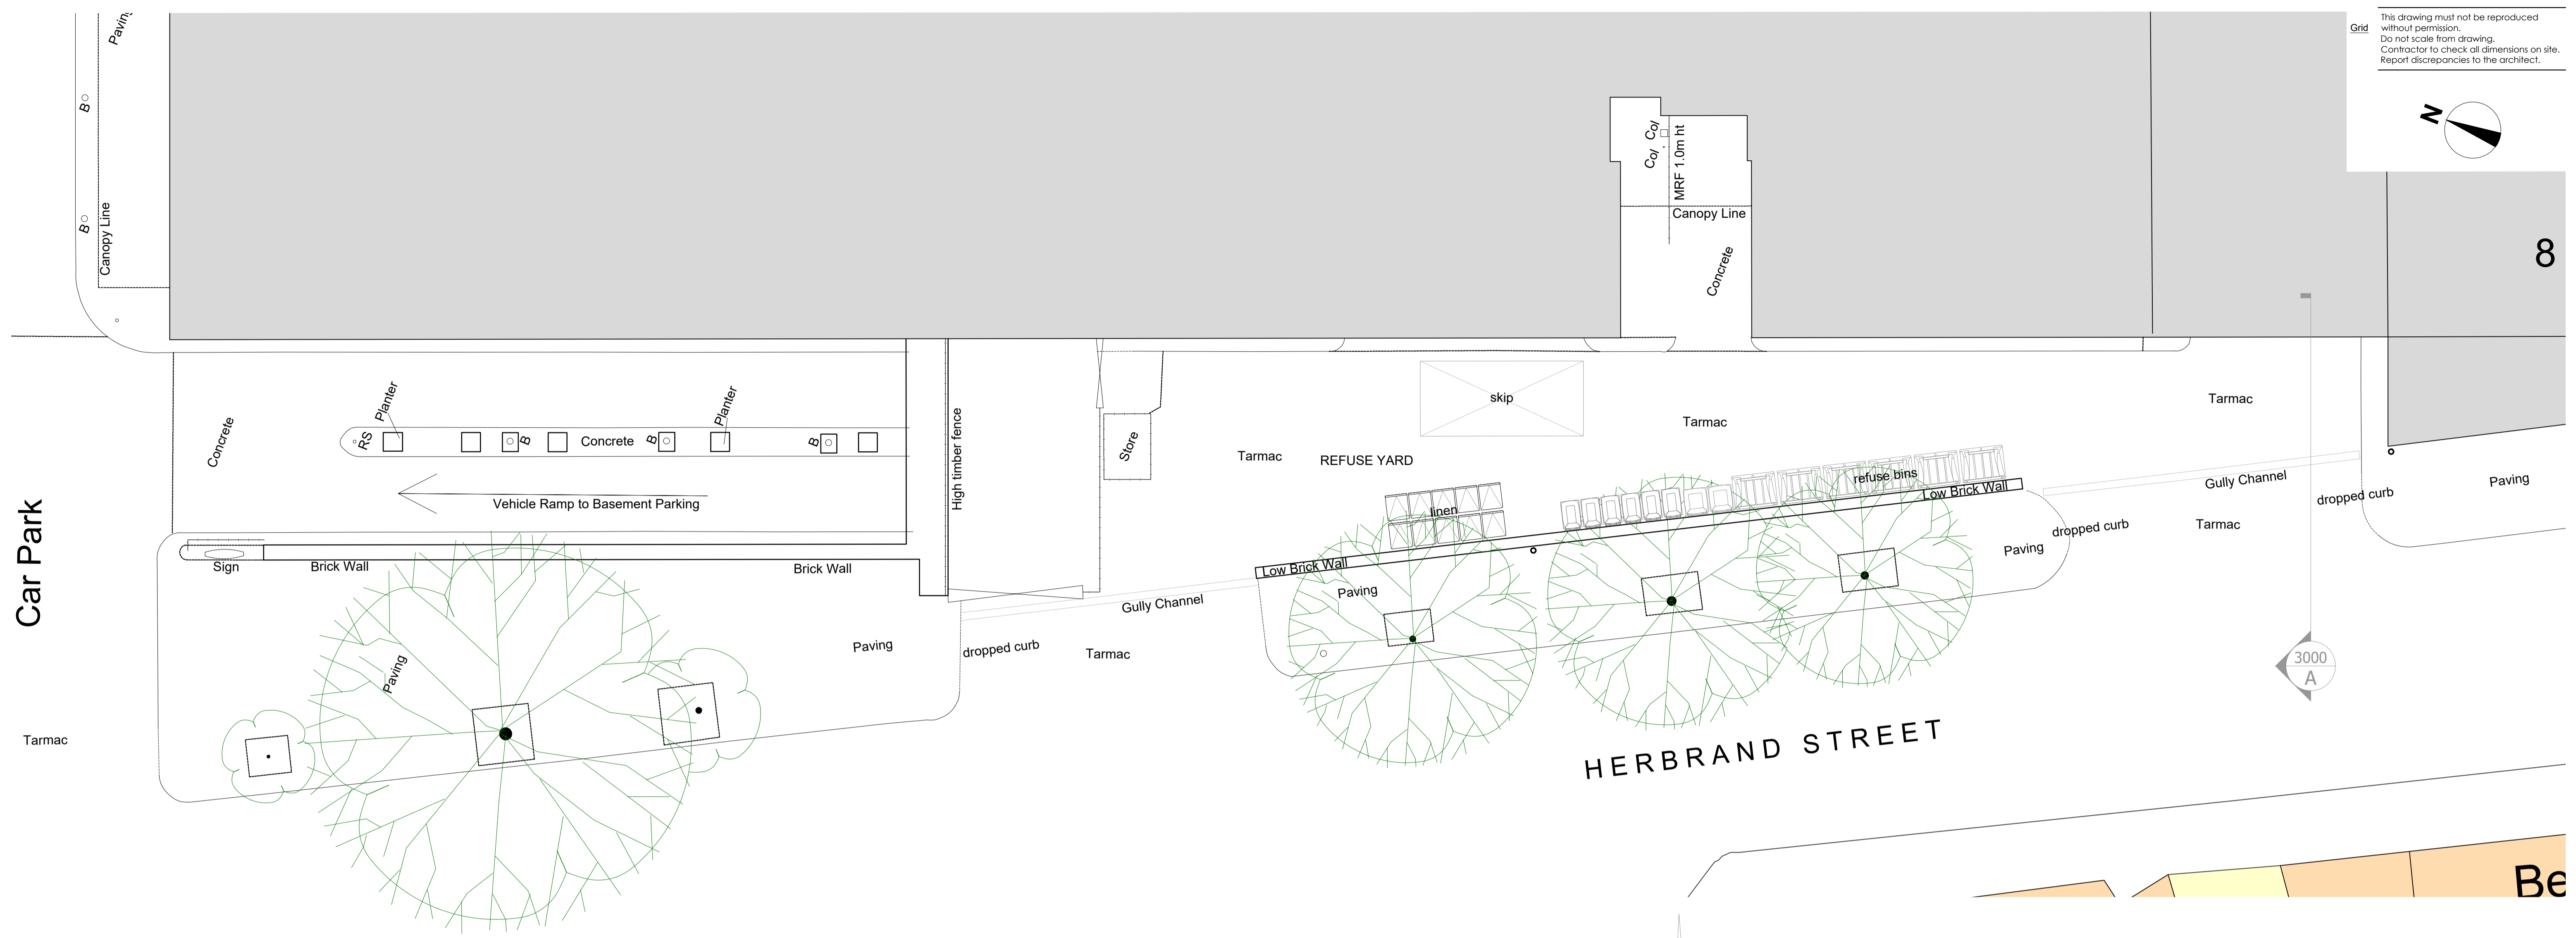 This drawing must not be reproduced
without permission.
Do not scale from drawing.
Contractor to check all dimensions on site.
Report discrepancies to the architect.
Grid
N
Paving
B
B
Canopy Line
Col
Col
MRF 1.0m ht
Canopy Line
Concrete
8
Car Park
Concrete
Planter
RS
B
Concrete
B
Planter
B
Vehicle Ramp to Basement Parking
High timber fence
Store
Sign
Brick Wall
Brick Wall
Tarmac
REFUSE YARD
skip
Tarmac
Tarmac
linen
refuse bins
Low Brick Wall
Low Brick Wall
Gully Channel
dropped curb
Paving
Tarmac
dropped curb
Paving
Paving
Gully Channel
Paving
dropped curb
Tarmac
Paving
Tarmac
3000
A
HERBRAND STREET
Be